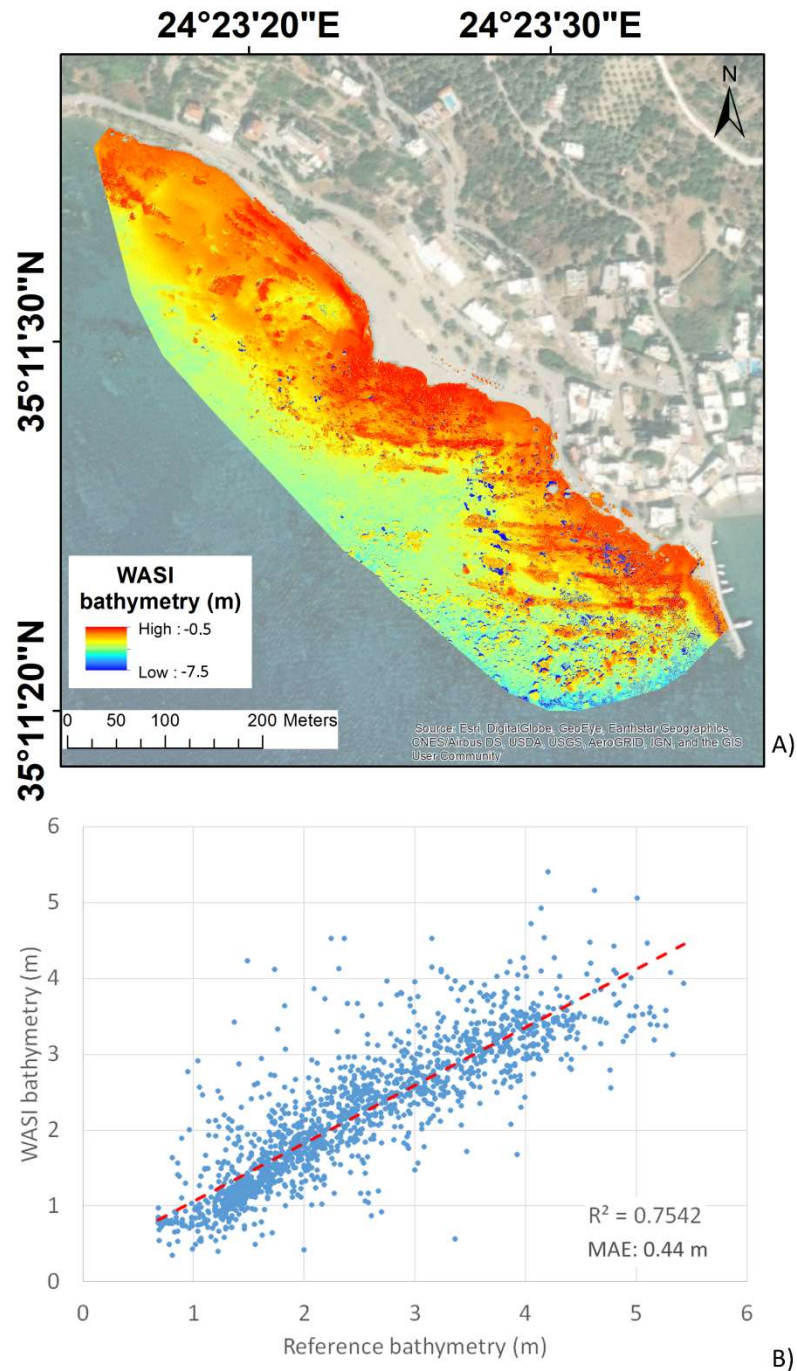 24°23'20"E 24°23'30"E
N
35°11'30"N
35°11'20"N
WASI
bathymetry (m)
High : -0.5
Low : -7.5
0 50 100 200 Meters
Source: Esri, DigitalGlobe, GeoEye, Earthstar Geographics,
CNES/Airbus DS, USDA, USGS, AeroGRID, IGN, and the GIS
User Community
A)
6
5
4
3
2
1
0
WASI bathymetry (m)
R² = 0.7542
MAE: 0.44 m
0 1 2 3 4 5 6
Reference bathymetry (m)
B)